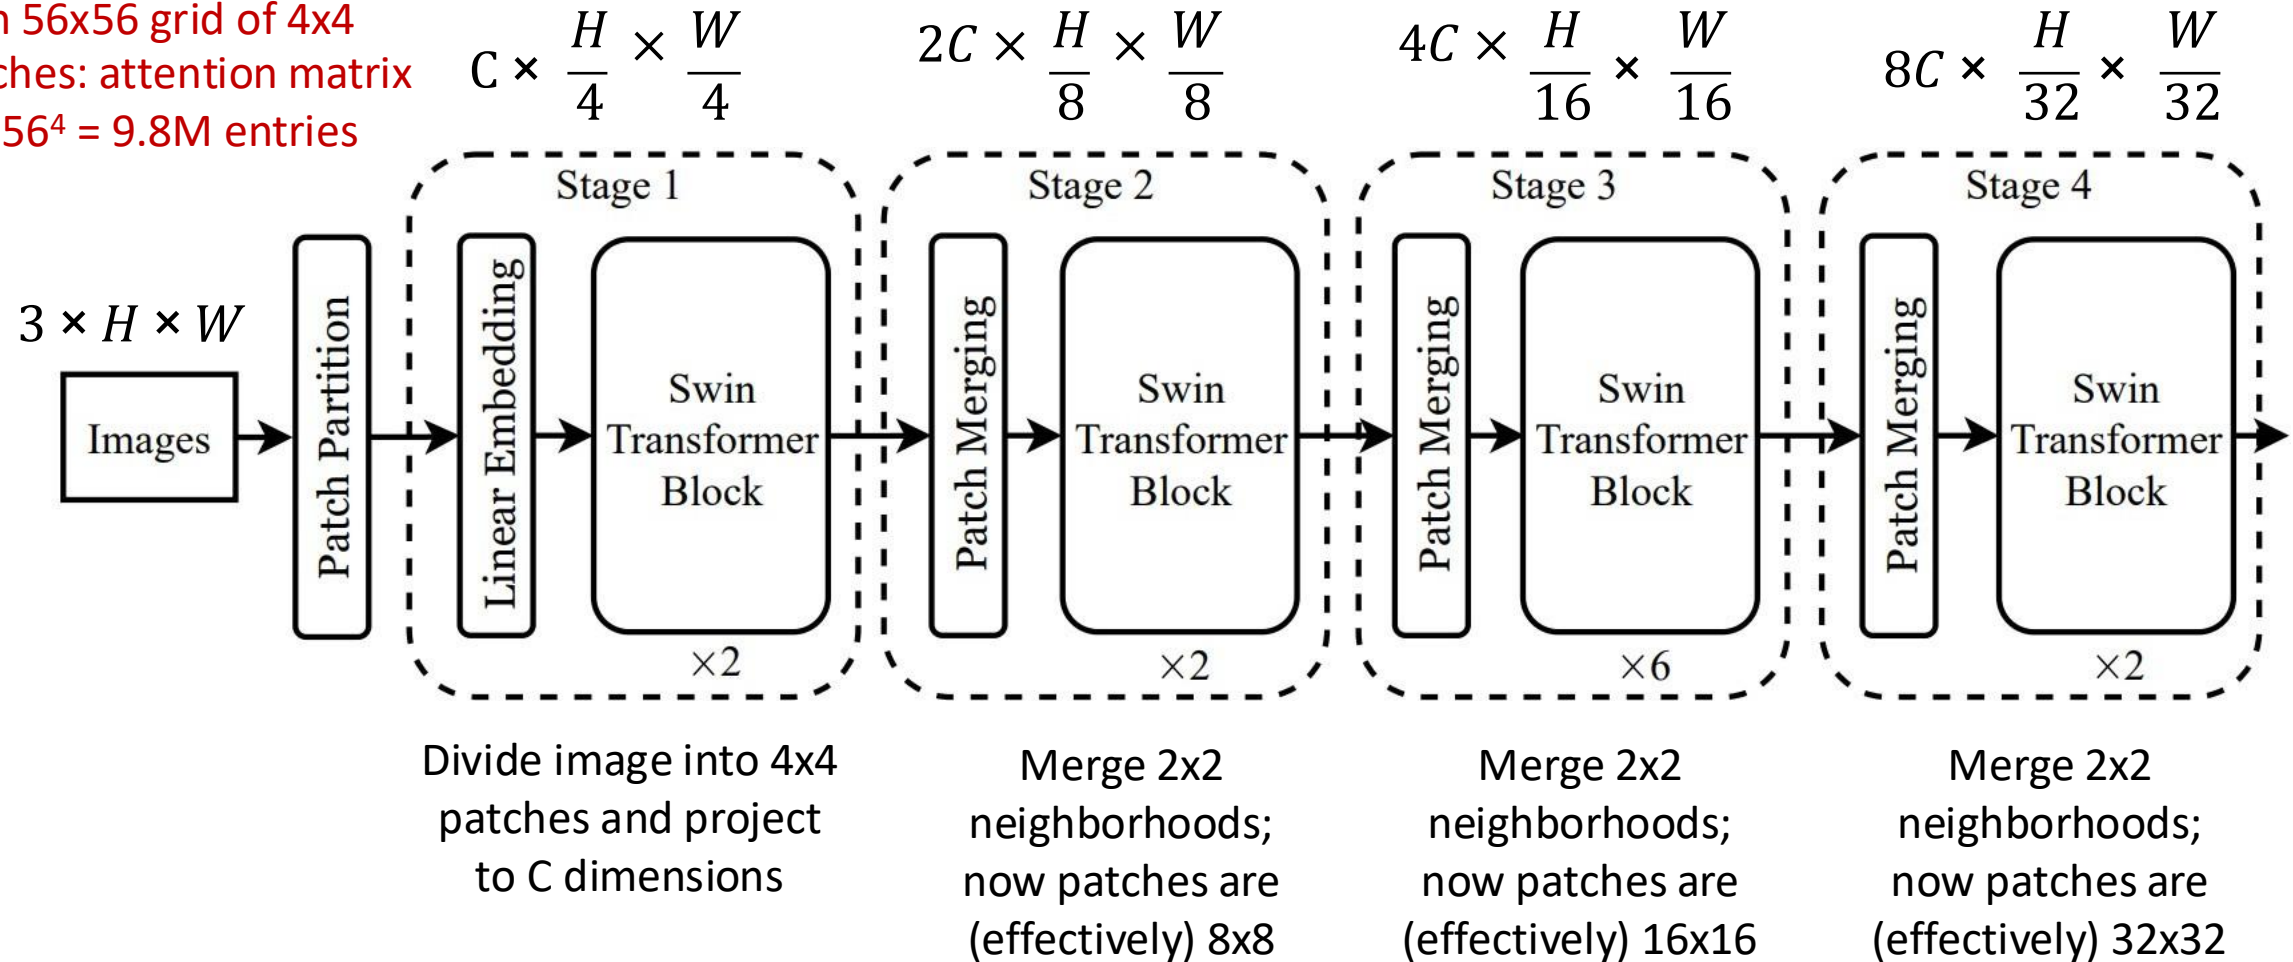 56x56 grid of 4x4
ches: attention matrix
56⁴ = 9.8M entries
C × H/4 × W/4
2C × H/8 × W/8
4C × H/16 × W/16
8C × H/32 × W/32
Stage 1
Stage 2
Stage 3
Stage 4
3 × H × W
Images
Patch Partition
Linear Embedding
Swin
Transformer
Block
×2
Patch Merging
Swin
Transformer
Block
×2
Patch Merging
Swin
Transformer
Block
×6
Patch Merging
Swin
Transformer
Block
×2
Divide image into 4x4
patches and project
to C dimensions
Merge 2x2
neighborhoods;
now patches are
(effectively) 8x8
Merge 2x2
neighborhoods;
now patches are
(effectively) 16x16
Merge 2x2
neighborhoods;
now patches are
(effectively) 32x32